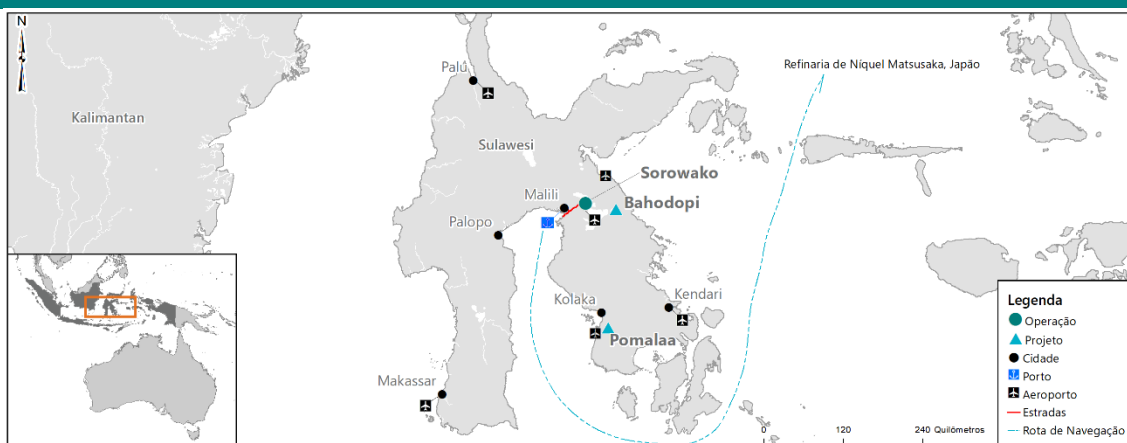 N
Refinaria de Níquel Matsusaka, Japão
Palu
Kalimantan
Sulawesi
Sorowako
Malili
Bahodopi
Palopo
Kolaka
Kendari
Pomalaa
Makassar
Legenda
Operação
Projeto
Cidade
Porto
Aeroporto
Estradas
Rota de Navegação
0 120 240 Quilômetros